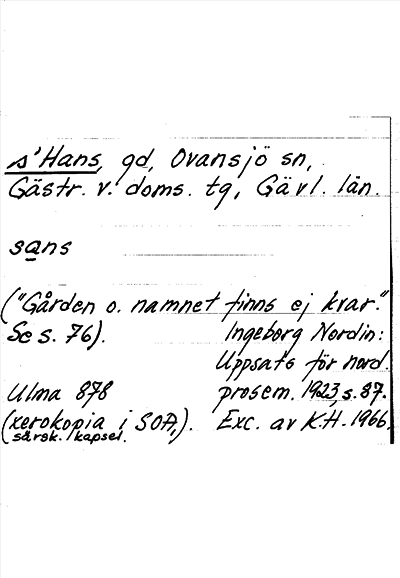 s'Hans, gd, Ovansjö sn,
Gästr. v. doms. tg, Gävl. län.
sans
("Gården o. namnet finns ej kvar."
Se s. 76).
Ingeborg Nordin:
Uppsats för nord.
Ulma 878
prosem. 1923, s. 87.
(xerokopia i SOA,).
Exc. av K.H. 1966.
särsk. kapsel.